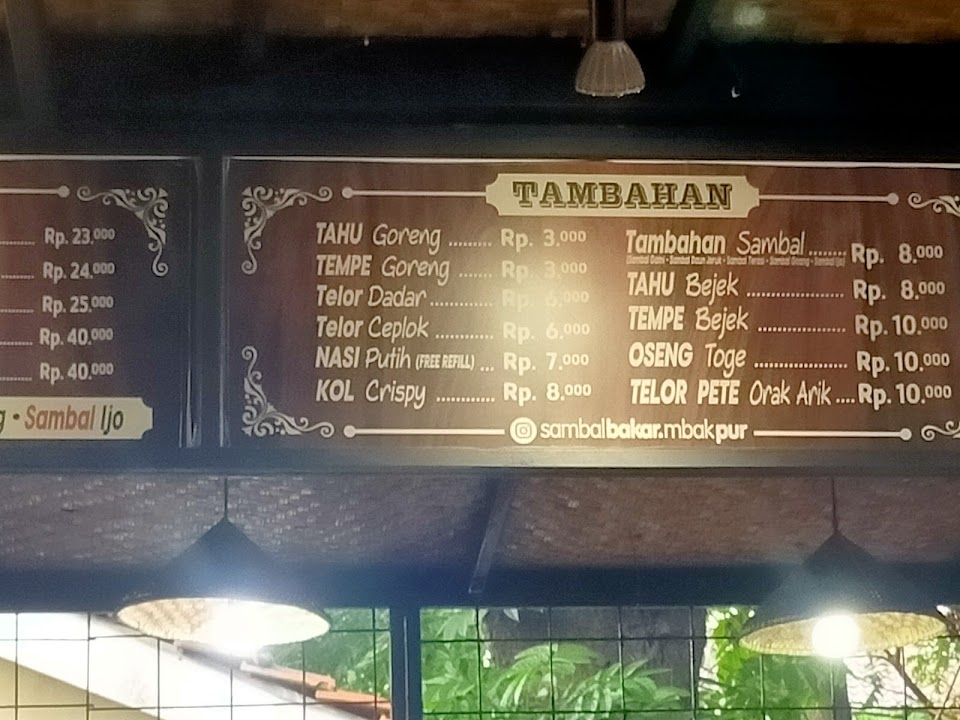 Rp. 23.000
Rp. 24.000
Rp. 25.000
Rp. 40.000
Rp. 40.000
• Sambal Ijo
TAMBAHAN
TAHU Goreng ......... Rp. 3.000
TEMPE Goreng ...... Rp. 3.000
Telor Dadar ............ Rp. 6.000
Telor Ceplok ........... Rp. 6.000
NASI Putih (FREE REFILL) ... Rp. 7.000
KOL Crispy ............ Rp. 8.000
Tambahan Sambal ....... Rp. 8.000
TAHU Bejek .................... Rp. 8.000
TEMPE Bejek .................. Rp. 10.000
OSENG Toge ................... Rp. 10.000
TELOR PETE Orak Arik .... Rp. 10.000
sambalbakar.mbakpur